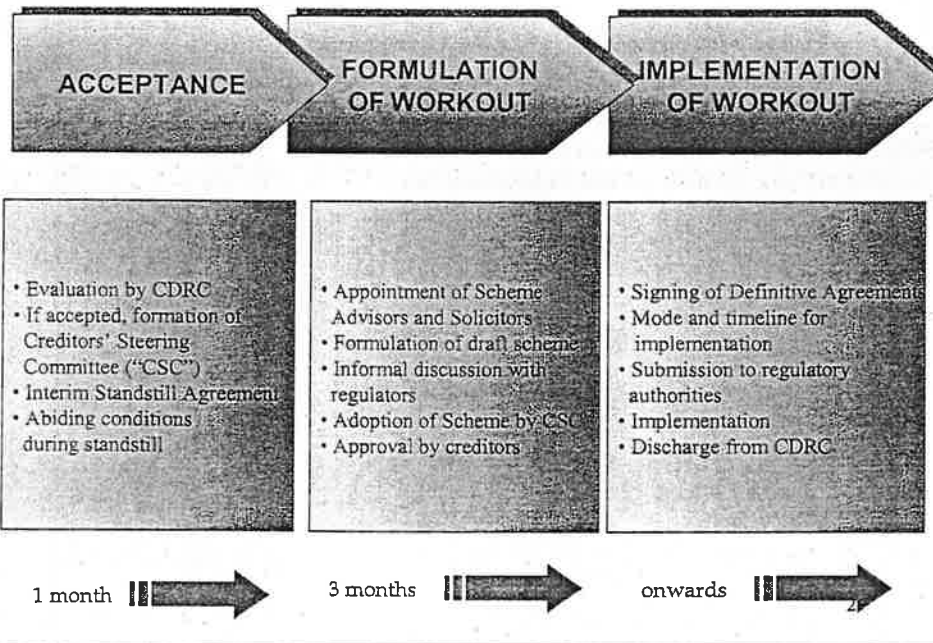 ACCEPTANCE
FORMULATION
OF WORKOUT
IMPLEMENTATION
OF WORKOUT
• Evaluation by CDRC
• If accepted, formation of
Creditors' Steering
Committee ("CSC")
• Interim Standstill Agreement
• Abiding conditions
during standstill
• Appointment of Scheme
Advisors and Solicitors
• Formulation of draft scheme
• Informal discussion with
regulators
• Adoption of Scheme by CSC
• Approval by creditors
• Signing of Definitive Agreements
• Mode and timeline for
implementation
• Submission to regulatory
authorities
• Implementation
• Discharge from CDRC
1 month
3 months
onwards
2